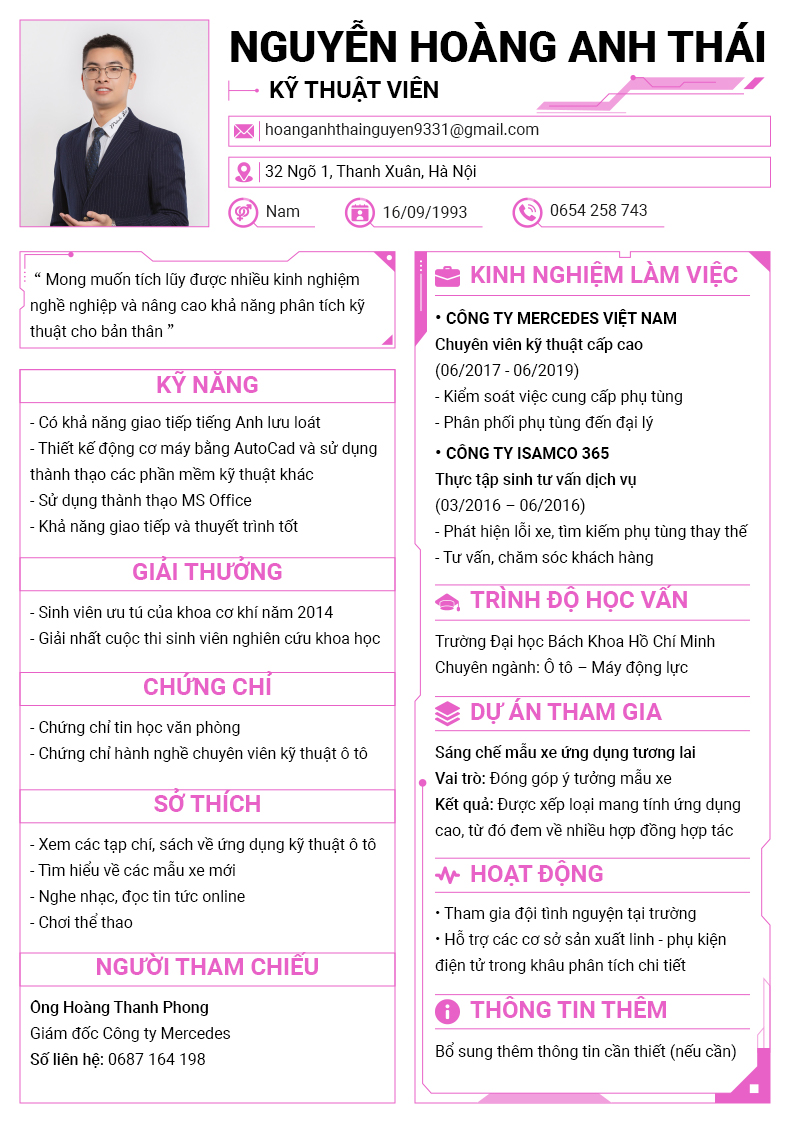 NGUYỄN HOÀNG ANH THÁI
KỸ THUẬT VIÊN
hoanganhthainguyen9331@gmail.com
32 Ngõ 1, Thanh Xuân, Hà Nội
Nam
16/09/1993
0654 258 743
“ Mong muốn tích lũy được nhiều kinh nghiệm
nghề nghiệp và nâng cao khả năng phân tích kỹ
thuật cho bản thân ”
KỸ NĂNG
- Có khả năng giao tiếp tiếng Anh lưu loát
- Thiết kế động cơ máy bằng AutoCad và sử dụng
thành thạo các phần mềm kỹ thuật khác
- Sử dụng thành thạo MS Office
- Khả năng giao tiếp và thuyết trình tốt
GIẢI THƯỞNG
- Sinh viên ưu tú của khoa cơ khí năm 2014
- Giải nhất cuộc thi sinh viên nghiên cứu khoa học
CHỨNG CHỈ
- Chứng chỉ tin học văn phòng
- Chứng chỉ hành nghề chuyên viên kỹ thuật ô tô
SỞ THÍCH
- Xem các tạp chí, sách về ứng dụng kỹ thuật ô tô
- Tìm hiểu về các mẫu xe mới
- Nghe nhạc, đọc tin tức online
- Chơi thể thao
NGƯỜI THAM CHIẾU
Ông Hoàng Thanh Phong
Giám đốc Công ty Mercedes
Số liên hệ: 0687 164 198
KINH NGHIỆM LÀM VIỆC
• CÔNG TY MERCEDES VIỆT NAM
Chuyên viên kỹ thuật cấp cao
(06/2017 - 06/2019)
- Kiểm soát việc cung cấp phụ tùng
- Phân phối phụ tùng đến đại lý
• CÔNG TY ISAMCO 365
Thực tập sinh tư vấn dịch vụ
(03/2016 – 06/2016)
- Phát hiện lỗi xe, tìm kiếm phụ tùng thay thế
- Tư vấn, chăm sóc khách hàng
TRÌNH ĐỘ HỌC VẤN
Trường Đại học Bách Khoa Hồ Chí Minh
Chuyên ngành: Ô tô – Máy động lực
DỰ ÁN THAM GIA
Sáng chế mẫu xe ứng dụng tương lai
Vai trò: Đóng góp ý tưởng mẫu xe
Kết quả: Được xếp loại mang tính ứng dụng
cao, từ đó đem về nhiều hợp đồng hợp tác
HOẠT ĐỘNG
• Tham gia đội tình nguyện tại trường
• Hỗ trợ các cơ sở sản xuất linh - phụ kiện
điện tử trong khâu phân tích chi tiết
THÔNG TIN THÊM
Bổ sung thêm thông tin cần thiết (nếu cần)